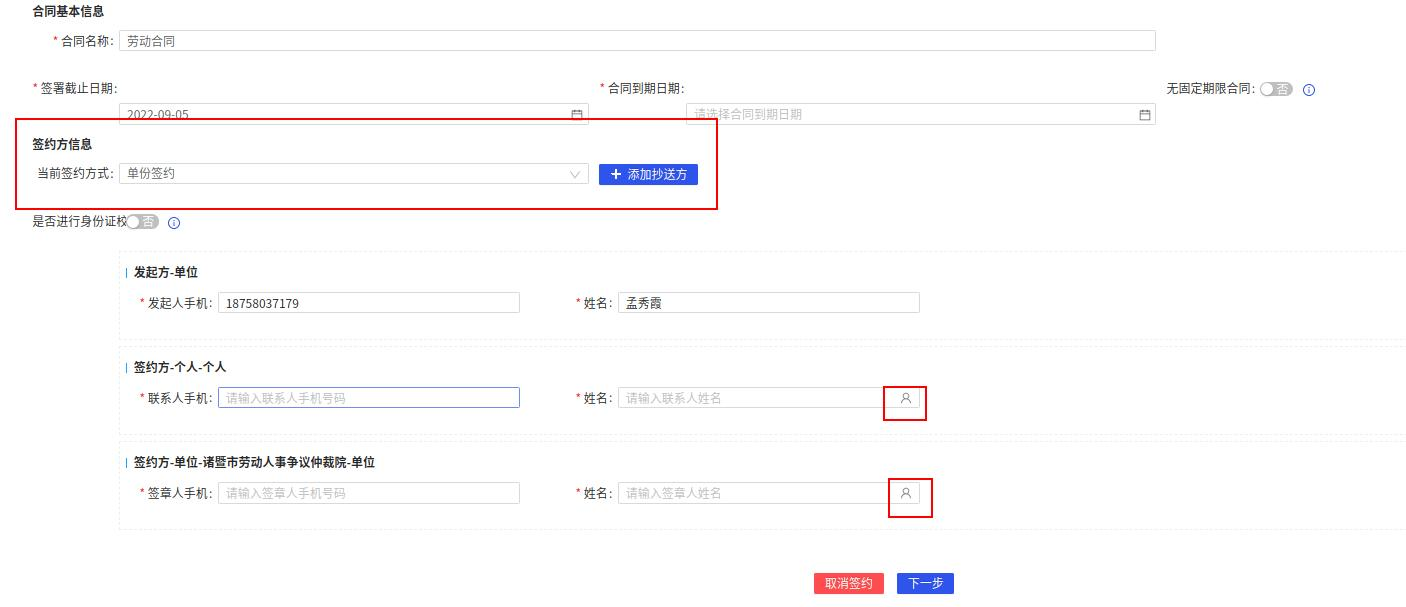 合同基本信息
* 合同名称: 劳动合同
* 签署截止日期: * 合同到期日期: 无固定期限合同: 否
2022-09-05 请选择合同到期日期
签约方信息
当前签约方式: 单份签约 + 添加抄送方
是否进行身份证校 否
发起方-单位
* 发起人手机: 18758037179 * 姓名: 孟秀霞
签约方-个人-个人
* 联系人手机: 请输入联系人手机号码 * 姓名: 请输入联系人姓名
签约方-单位-诸暨市劳动人事争议仲裁院-单位
* 签章人手机: 请输入签章人手机号码 * 姓名: 请输入签章人姓名
取消签约 下一步